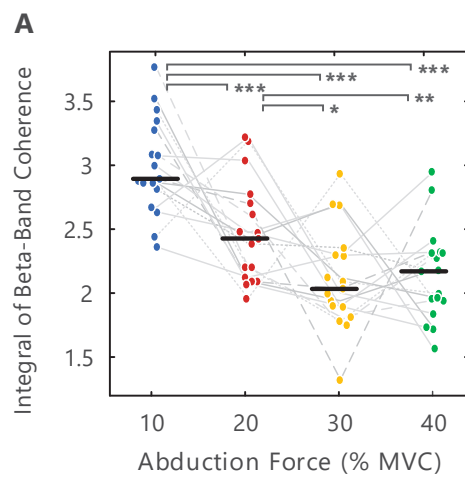 A
Integral of Beta-Band Coherence
3.5
3
2.5
2
1.5
***
***
***
**
*
10 20 30 40
Abduction Force (% MVC)